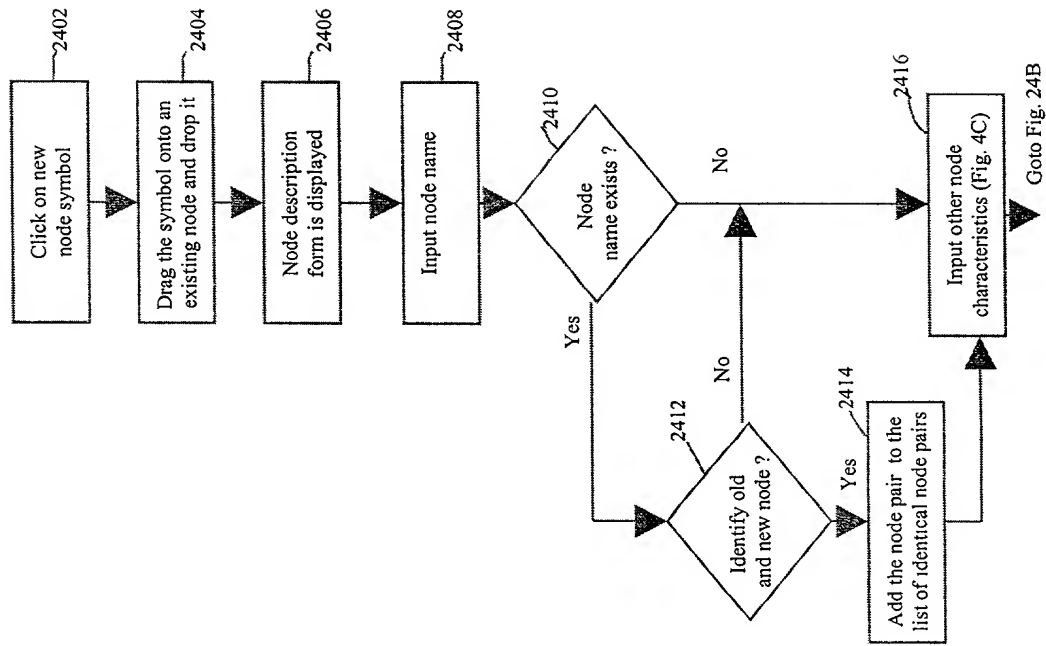 2402
Click on new
node symbol
2404
Drag the symbol onto an
existing node and drop it
2406
Node description
form is displayed
2408
Input node name
2410
Node
name exists ?
Yes
No
2412
Identify old
and new node ?
No
Yes
2414
Add the node pair to the
list of identical node pairs
2416
Input other node
characteristics (Fig. 4C)
Goto Fig. 24B